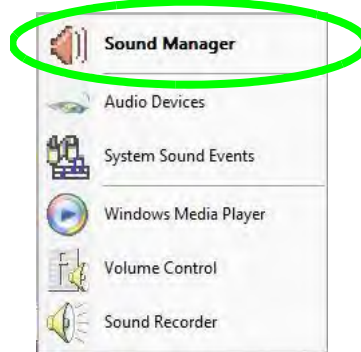 Sound Manager
Audio Devices
System Sound Events
Windows Media Player
Volume Control
Sound Recorder